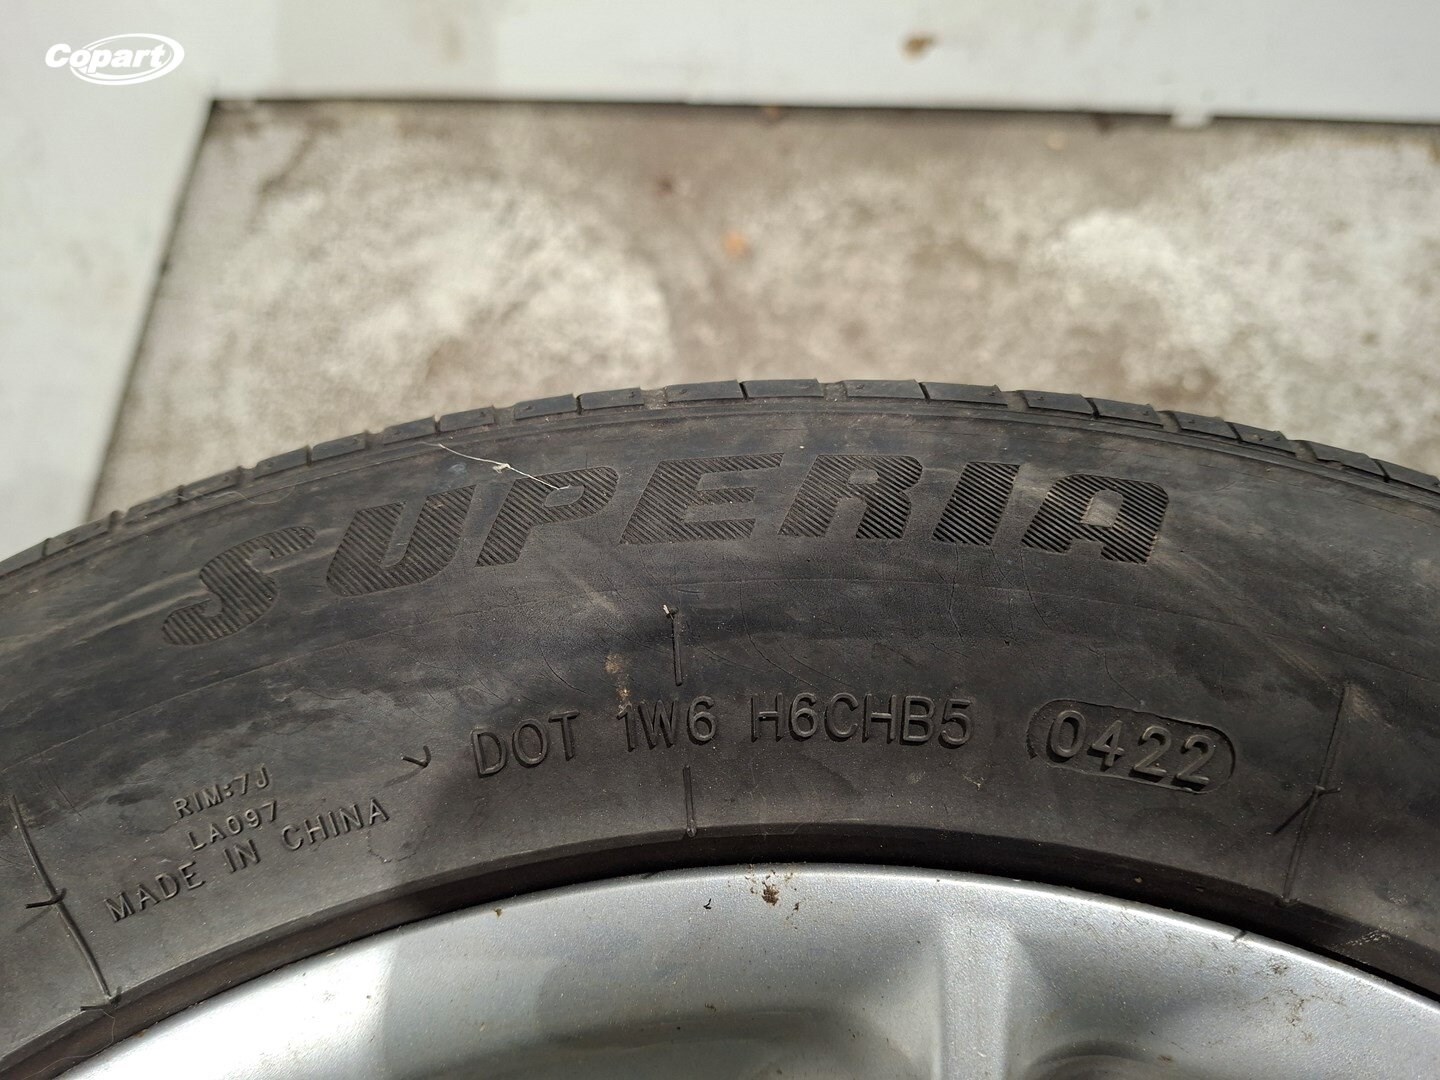 Copart
SUPERIA
DOT 1W6 H6CHB5 0422
RIM:7J
LA097
MADE IN CHINA